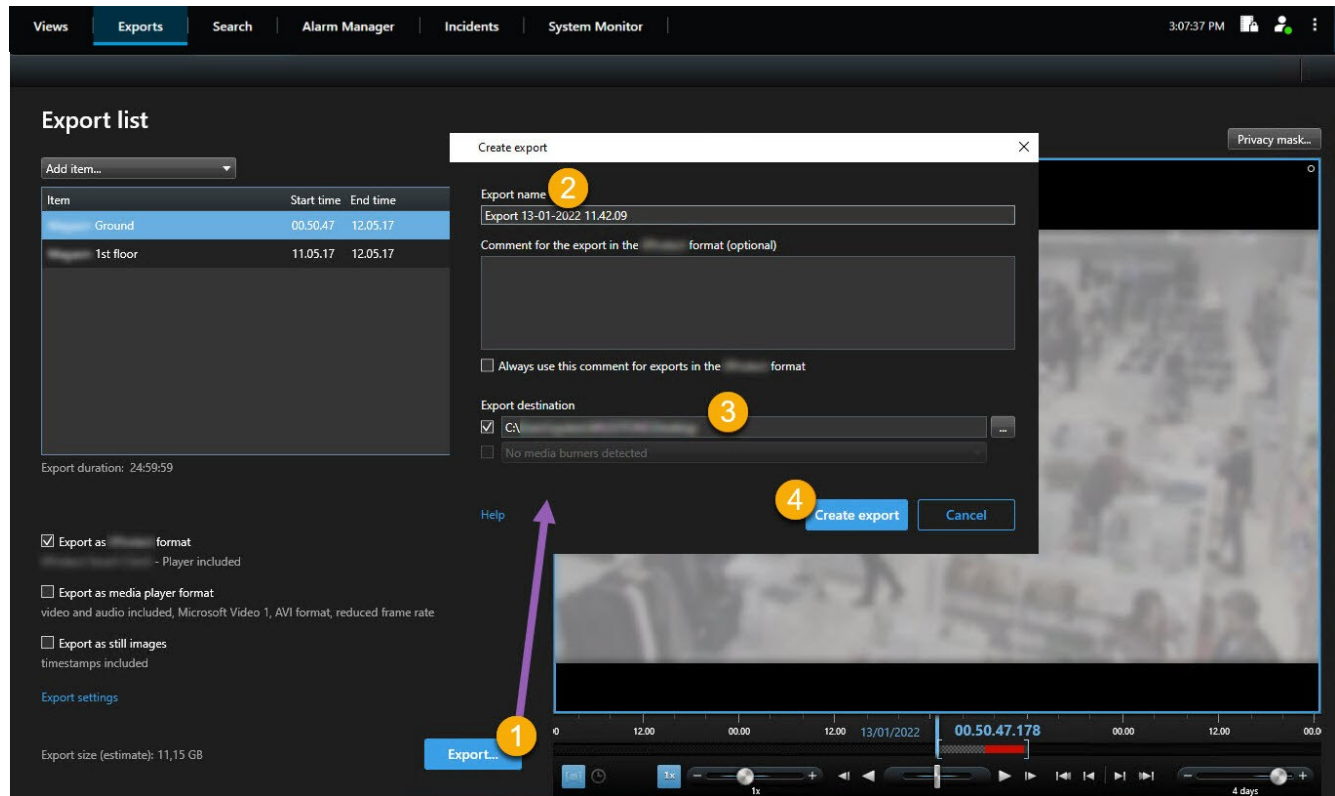 Views Exports Search Alarm Manager Incidents System Monitor 3:07:37 PM
Export list
Privacy mask...
Add item...
Item Start time End time
Ground 00.50.47 12.05.17
1st floor 11.05.17 12.05.17
Export duration: 24:59:59
Export as format
- Player included
Export as media player format
video and audio included, Microsoft Video 1, AVI format, reduced frame rate
Export as still images
timestamps included
Export settings
Export size (estimate): 11,15 GB
Export...
1
Create export
Export name
2
Export 13-01-2022 11.42.09
Comment for the export in the format (optional)
Always use this comment for exports in the format
Export destination
3
C:\
...
No media burners detected
Help
4
Create export Cancel
12.00 00.00 12.00 13/01/2022 00.50.47.178 00.00 12.00 00.0
1x
1x
4 days